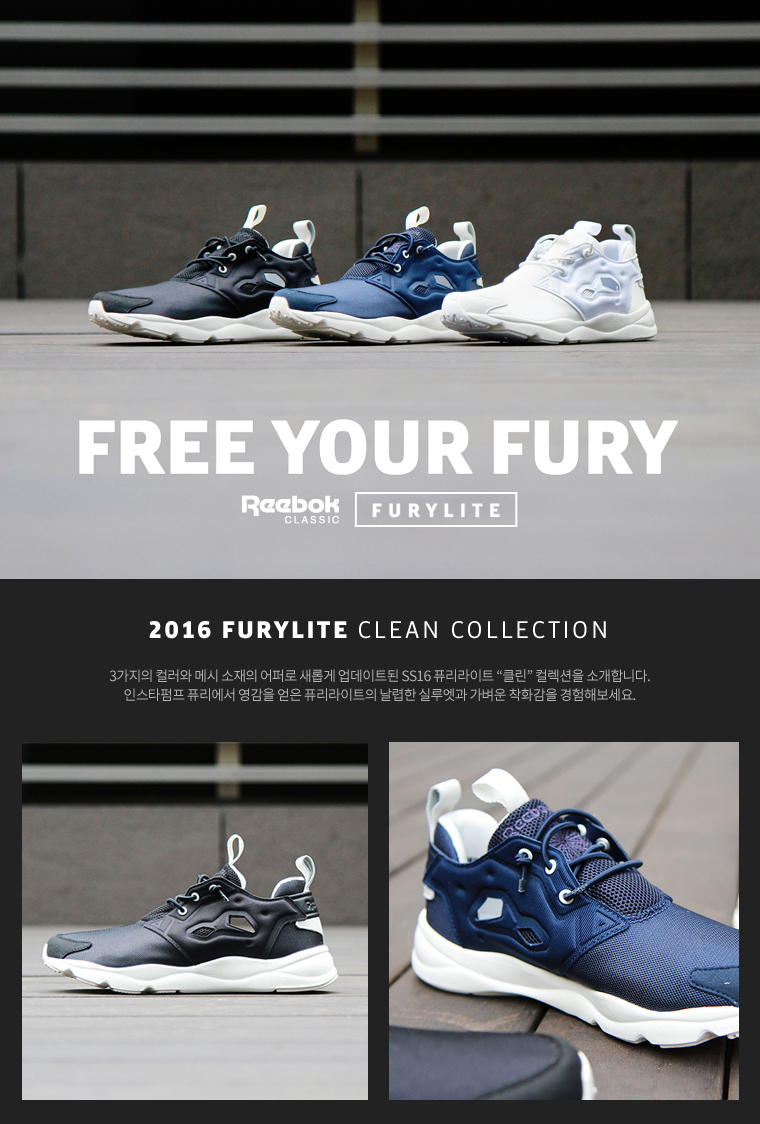 FREE YOUR FURY
Reebok
CLASSIC
FURYLITE
2016 FURYLITE CLEAN COLLECTION
3가지의 컬러와 메시 소재의 어퍼로 새롭게 업데이트된 SS16 퓨리라이트 “클린” 컬렉션을 소개합니다.
인스타펌프 퓨리에서 영감을 얻은 퓨리라이트의 날렵한 실루엣과 가벼운 착화감을 경험해보세요.